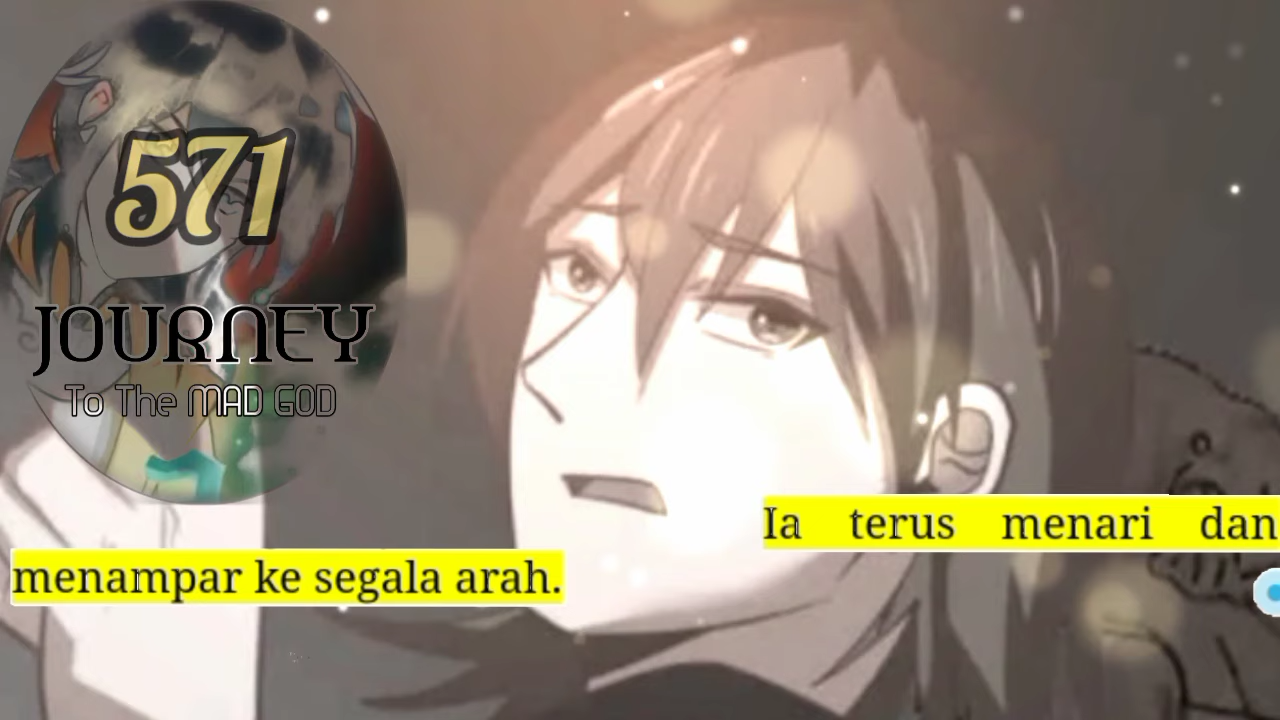 571
JOURNEY
To The MAD GOD
Ia terus menari dan
menampar ke segala arah.